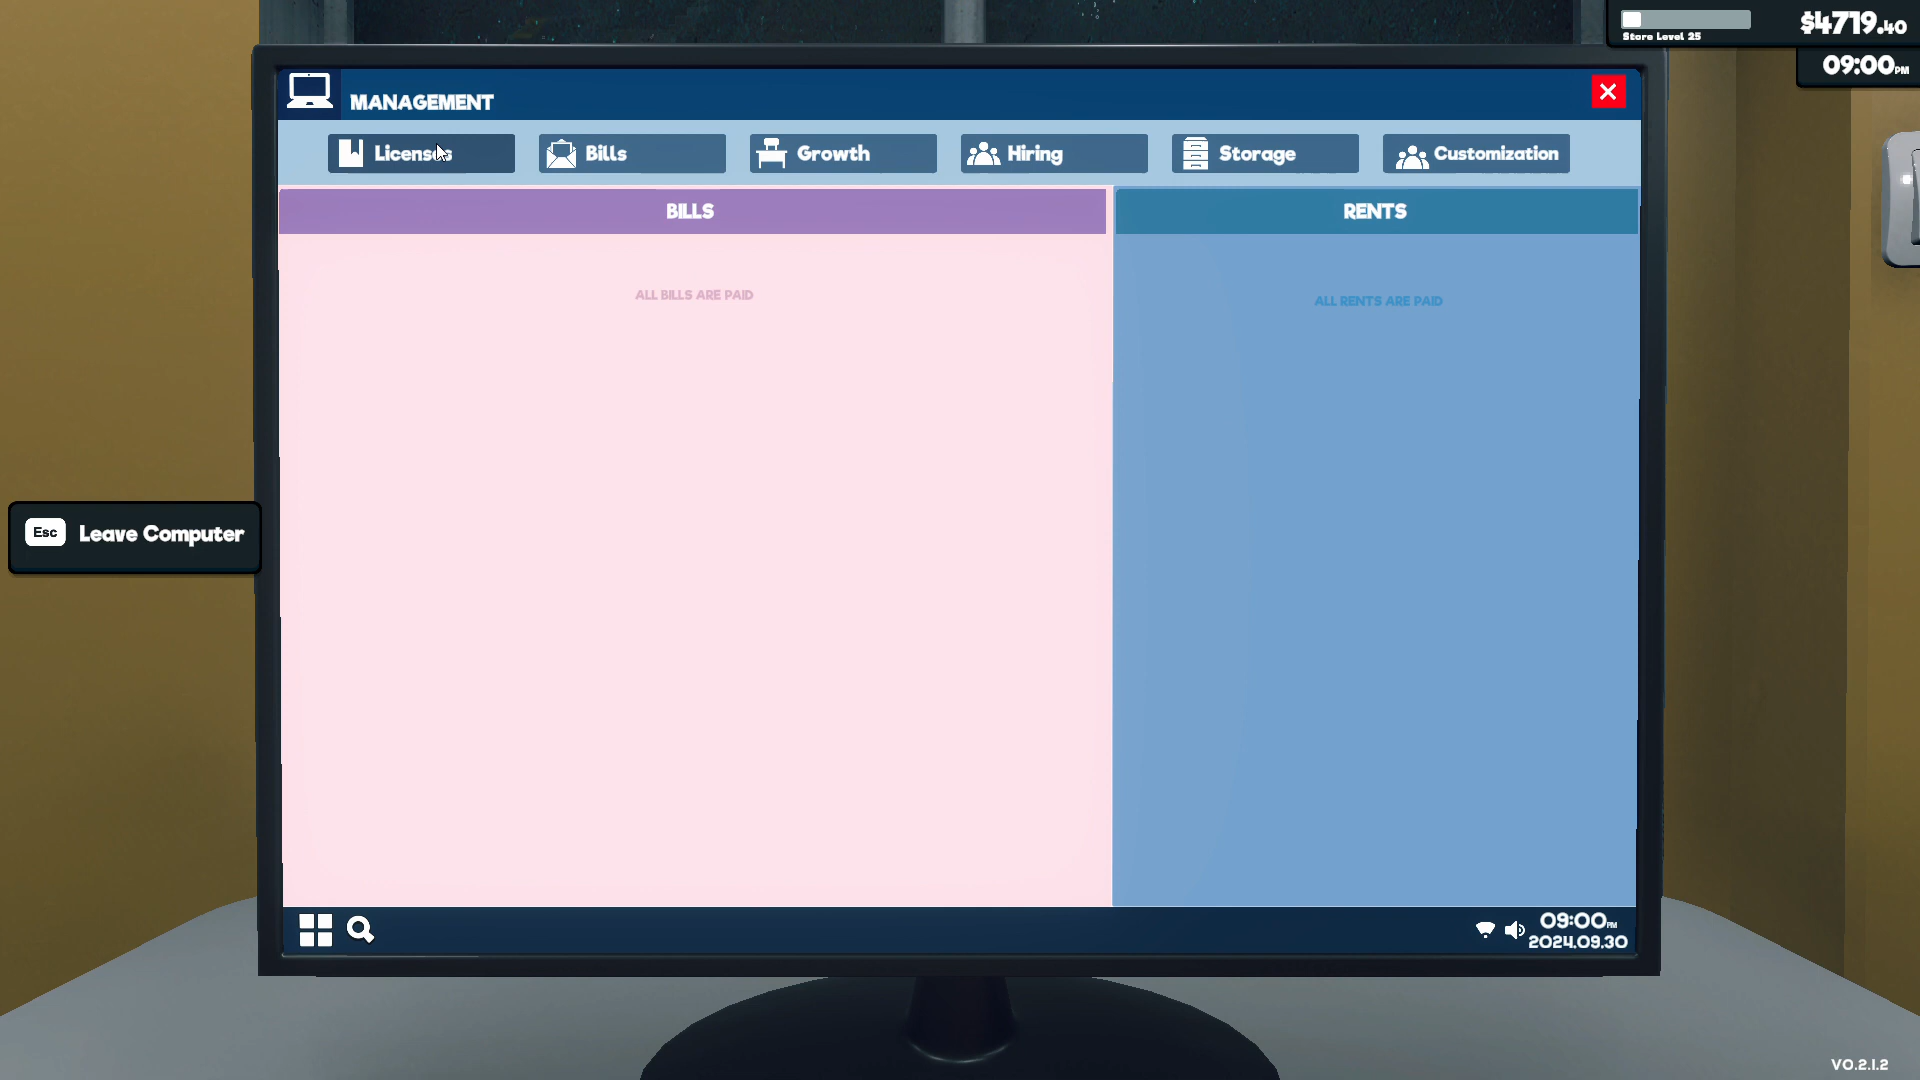 $4719.40
Store Level 25
09:00PM
MANAGEMENT
Licenses
Bills
Growth
Hiring
Storage
Customization
BILLS
RENTS
ALL BILLS ARE PAID
ALL RENTS ARE PAID
Esc Leave Computer
09:00PM
2024.09.30
V0.2.1.2